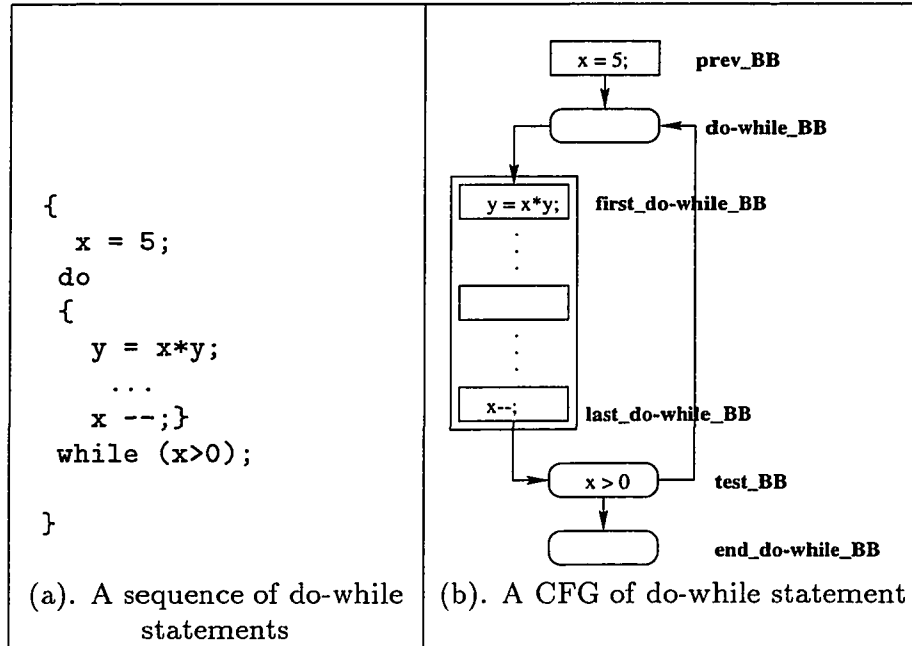 {
x = 5;
do
{
y = x*y;
...
x --;}
while (x>0);
}
(a). A sequence of do-while
statements
x = 5;
prev_BB
do-while_BB
y = x*y;
first_do-while_BB
x--;
last_do-while_BB
x > 0
test_BB
end_do-while_BB
(b). A CFG of do-while statement